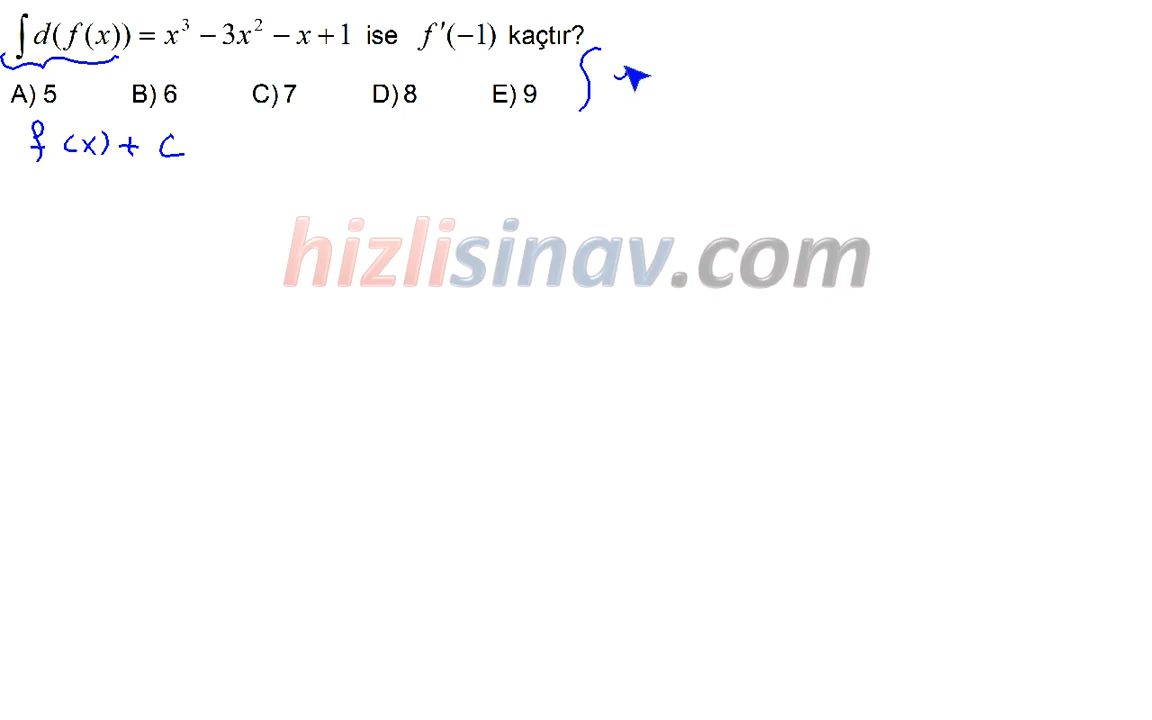 ∫d(f(x)) = x³ − 3x² − x + 1 ise f'(−1) kaçtır?
A) 5 B) 6 C) 7 D) 8 E) 9 ∫
f(x) + c
hizlisinav.com